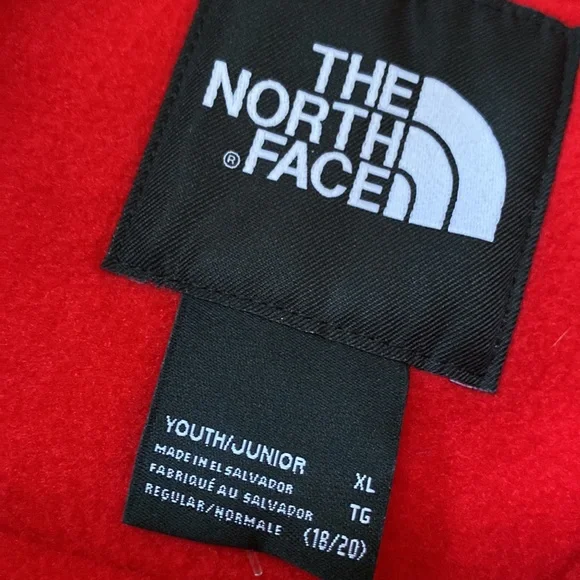 THE
NORTH
® FACE
YOUTH/JUNIOR XL
MADE IN EL SALVADOR
FABRIQUÉ AU SALVADOR TG
REGULAR/NORMALE (18/20)